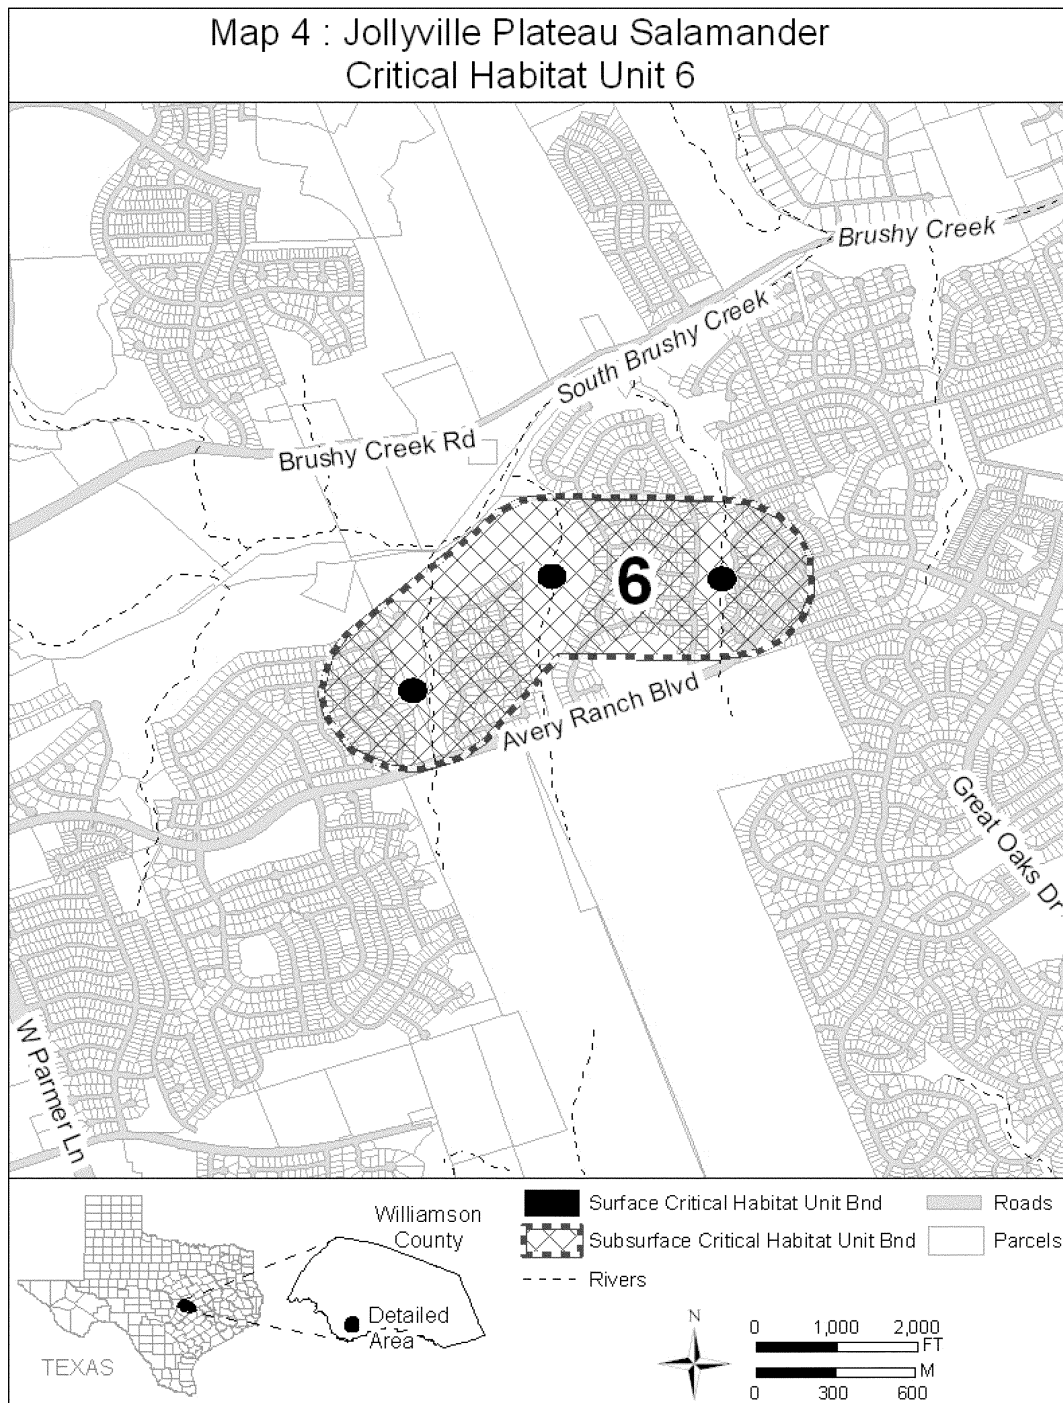 Map 4 : Jollyville Plateau Salamander
Critical Habitat Unit 6
Brushy Creek
South Brushy Creek
Brushy Creek Rd
6
Avery Ranch Blvd
Great Oaks Dr
W Parmer Ln
Williamson
County
Detailed
Area
TEXAS
Surface Critical Habitat Unit Bnd
Subsurface Critical Habitat Unit Bnd
Rivers
Roads
Parcels
N
0 1,000 2,000
FT
M
0 300 600